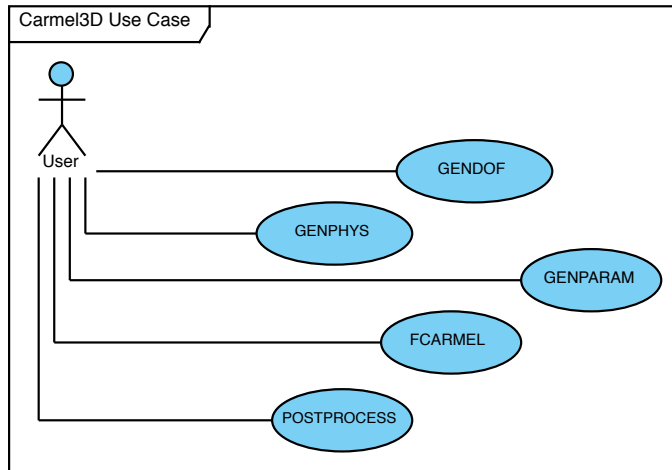 Carmel3D Use Case
User
GENDOF
GENPHYS
GENPARAM
FCARMEL
POSTPROCESS